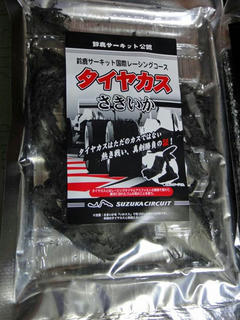 鈴鹿サーキット公認
鈴鹿サーキット国際レーシングコース
タイヤカス
さきいか
タイヤカスはただのカスではない
熱き戦い、真剣勝負の証
SUZUKA CIRCUIT